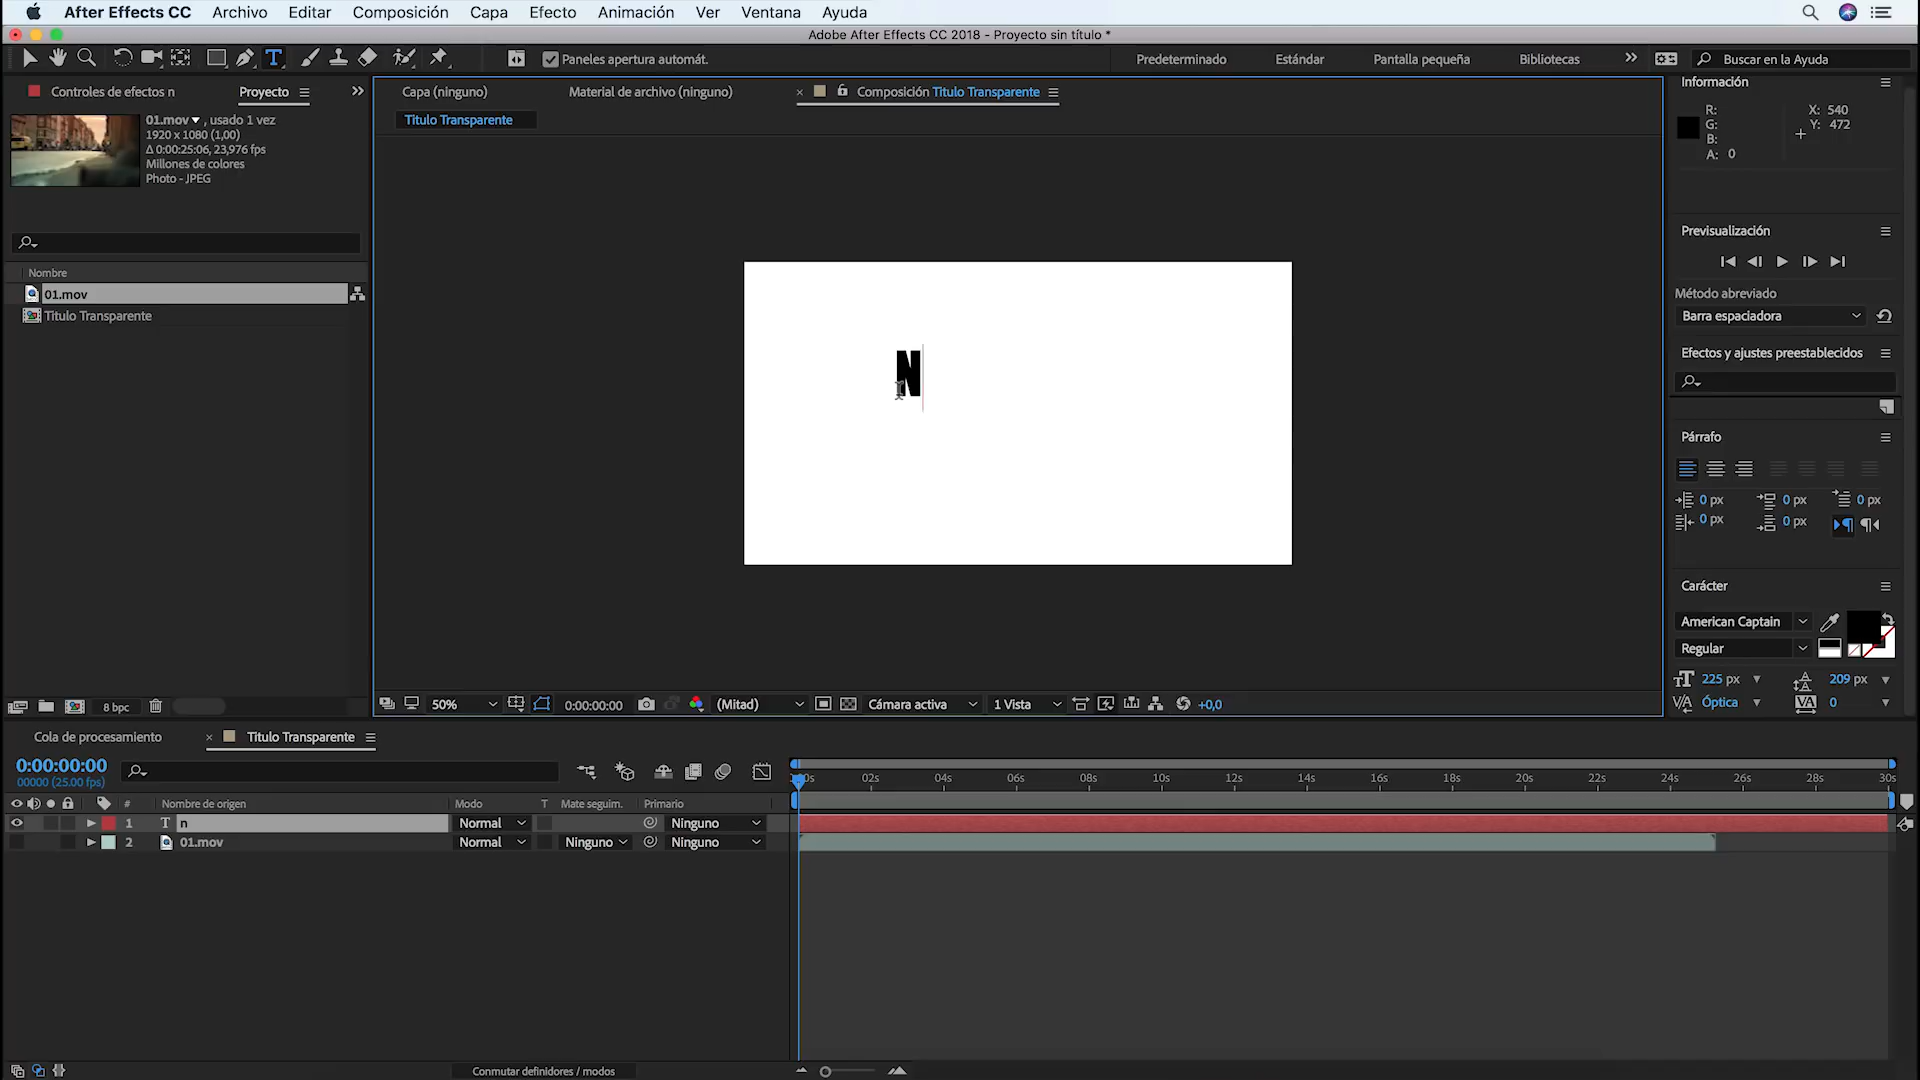 After Effects CC Archivo Editar Composición Capa Efecto Animación Ver Ventana Ayuda
Adobe After Effects CC 2018 - Proyecto sin título *
Paneles apertura automát. Predeterminado Estándar Pantalla pequeña Bibliotecas Buscar en la Ayuda
Controles de efectos n Proyecto
01.mov , usado 1 vez
1920 x 1080 (1,00)
Δ 0:00:25:06, 23,976 fps
Millones de colores
Photo - JPEG
Nombre
01.mov
Titulo Transparente
8 bpc
Capa (ninguno) Material de archivo (ninguno) Composición Titulo Transparente
Titulo Transparente
N
50% 0:00:00:00 (Mitad) Cámara activa 1 Vista +0,0
Información
R: X: 540
G: Y: 472
B:
A: 0
Previsualización
Método abreviado
Barra espaciadora
Efectos y ajustes preestablecidos
Párrafo
0 px 0 px 0 px
0 px 0 px
Carácter
American Captain
Regular
225 px 209 px
Óptica 0
Cola de procesamiento Titulo Transparente
0:00:00:00
00000 (25.00 fps)
# Nombre de origen Modo T Mate seguim. Primario
1 T n Normal Ninguno
2 01.mov Normal Ninguno Ninguno
02s 04s 06s 08s 10s 12s 14s 16s 18s 20s 22s 24s 26s 28s 30s
Conmutar definidores / modos